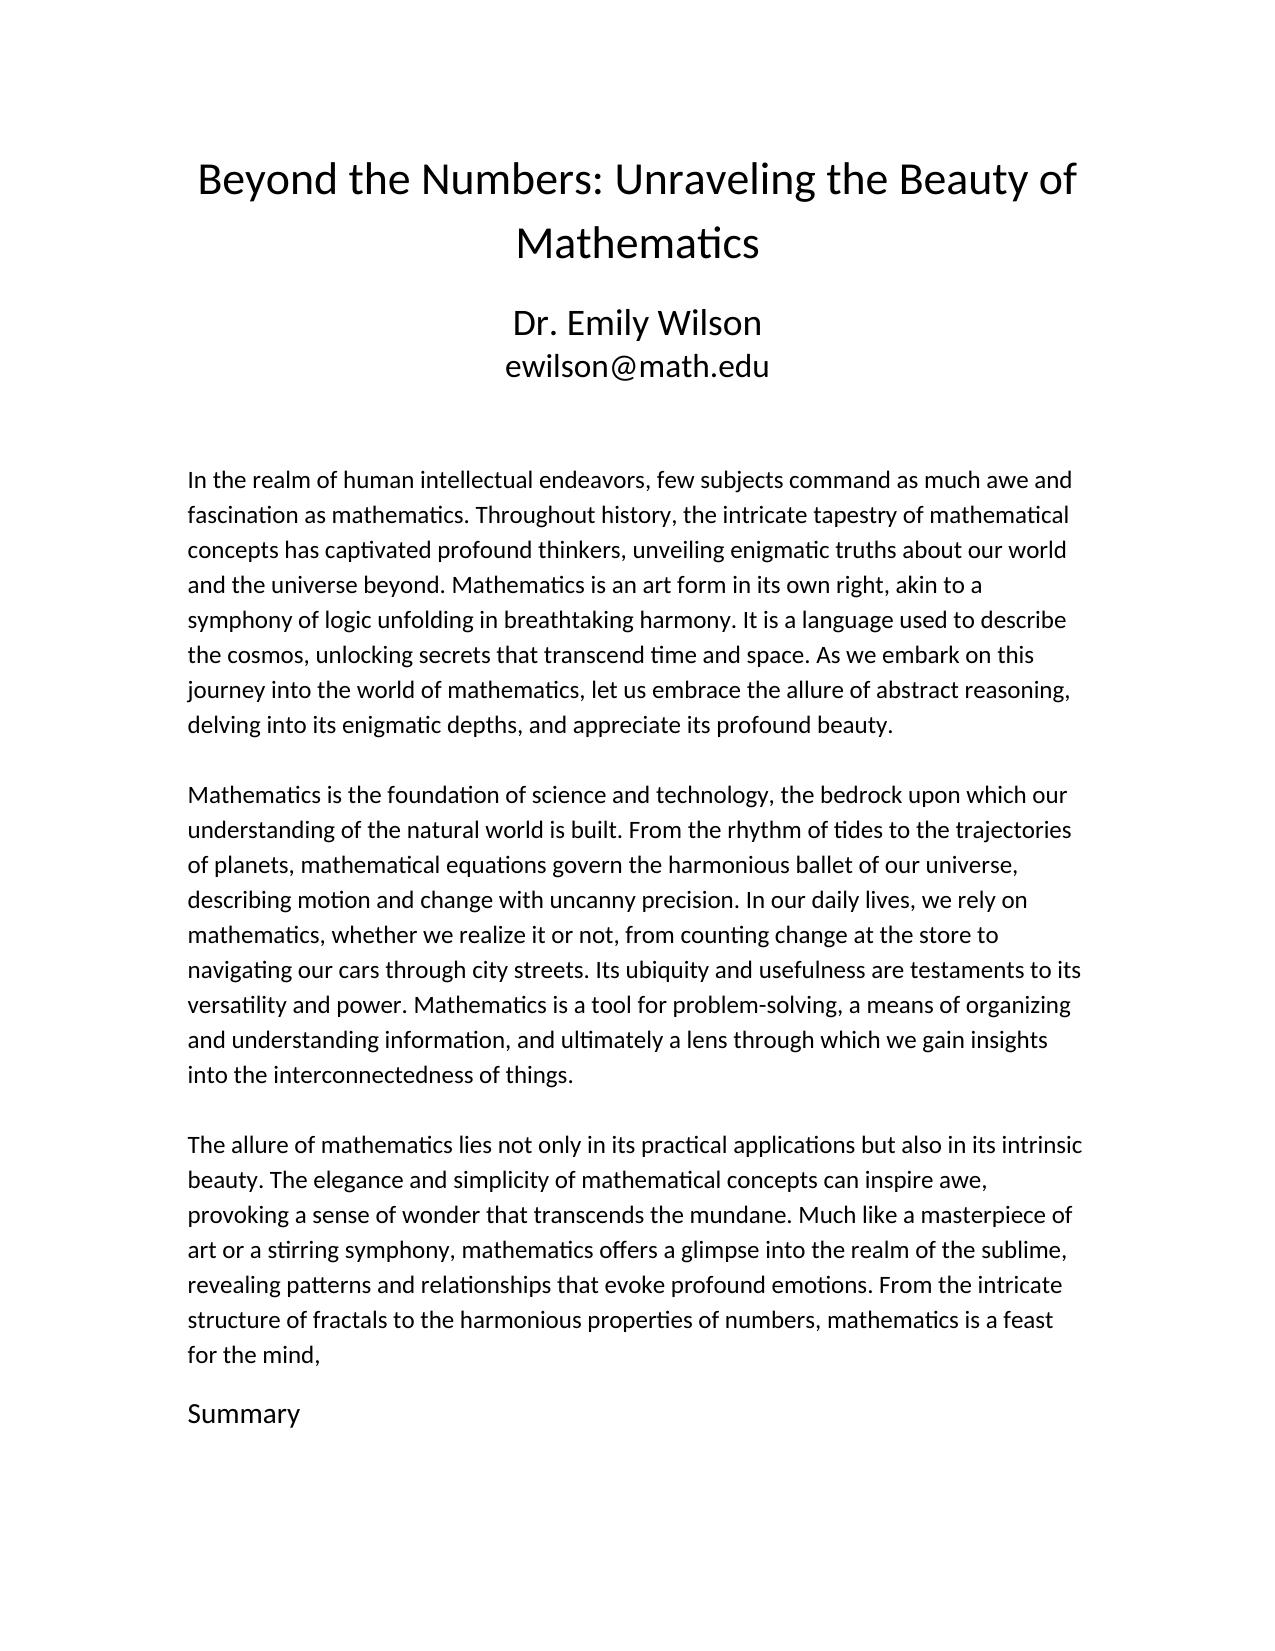 Beyond the Numbers: Unraveling the Beauty of
Mathematics
Dr. Emily Wilson
ewilson@math.edu
In the realm of human intellectual endeavors, few subjects command as much awe and
fascination as mathematics. Throughout history, the intricate tapestry of mathematical
concepts has captivated profound thinkers, unveiling enigmatic truths about our world
and the universe beyond. Mathematics is an art form in its own right, akin to a
symphony of logic unfolding in breathtaking harmony. It is a language used to describe
the cosmos, unlocking secrets that transcend time and space. As we embark on this
journey into the world of mathematics, let us embrace the allure of abstract reasoning,
delving into its enigmatic depths, and appreciate its profound beauty.
Mathematics is the foundation of science and technology, the bedrock upon which our
understanding of the natural world is built. From the rhythm of tides to the trajectories
of planets, mathematical equations govern the harmonious ballet of our universe,
describing motion and change with uncanny precision. In our daily lives, we rely on
mathematics, whether we realize it or not, from counting change at the store to
navigating our cars through city streets. Its ubiquity and usefulness are testaments to its
versatility and power. Mathematics is a tool for problem-solving, a means of organizing
and understanding information, and ultimately a lens through which we gain insights
into the interconnectedness of things.
The allure of mathematics lies not only in its practical applications but also in its intrinsic
beauty. The elegance and simplicity of mathematical concepts can inspire awe,
provoking a sense of wonder that transcends the mundane. Much like a masterpiece of
art or a stirring symphony, mathematics offers a glimpse into the realm of the sublime,
revealing patterns and relationships that evoke profound emotions. From the intricate
structure of fractals to the harmonious properties of numbers, mathematics is a feast
for the mind,
Summary